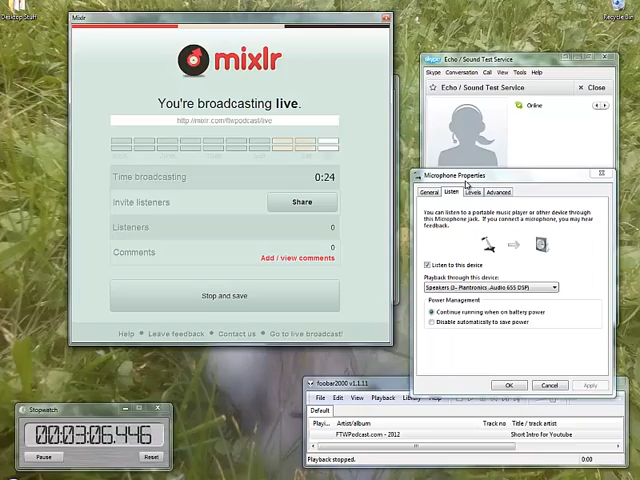 Desktop Stuff
Recycle Bin
Mixlr
mixlr
You're broadcasting live.
http://mixlr.com/ftwpodcast/live
Time broadcasting
0:24
Invite listeners
Share
Listeners
0
Comments
0
Add / view comments
Stop and save
Help
Leave feedback
Contact us
Go to live broadcast!
Echo / Sound Test Service
Skype Conversation Call View Tools Help
Echo / Sound Test Service
Close
Online
Microphone Properties
General Listen Levels Advanced
You can listen to a portable music player or other device through
this Microphone jack. If you connect a microphone, you may hear
feedback.
Listen to this device
Playback through this device:
Speakers (3- Plantronics .Audio 655 DSP)
Power Management
Continue running when on battery power
Disable automatically to save power
OK
Cancel
Apply
foobar2000 v1.1.11
File Edit View Playback Library
Default
Playi... Artist/album Track no Title / track artist
FTWPodcast.com - 2012 Short Intro for Youtube
Playback stopped.
0:00
Stopwatch
00:03:06.446
Pause
Reset